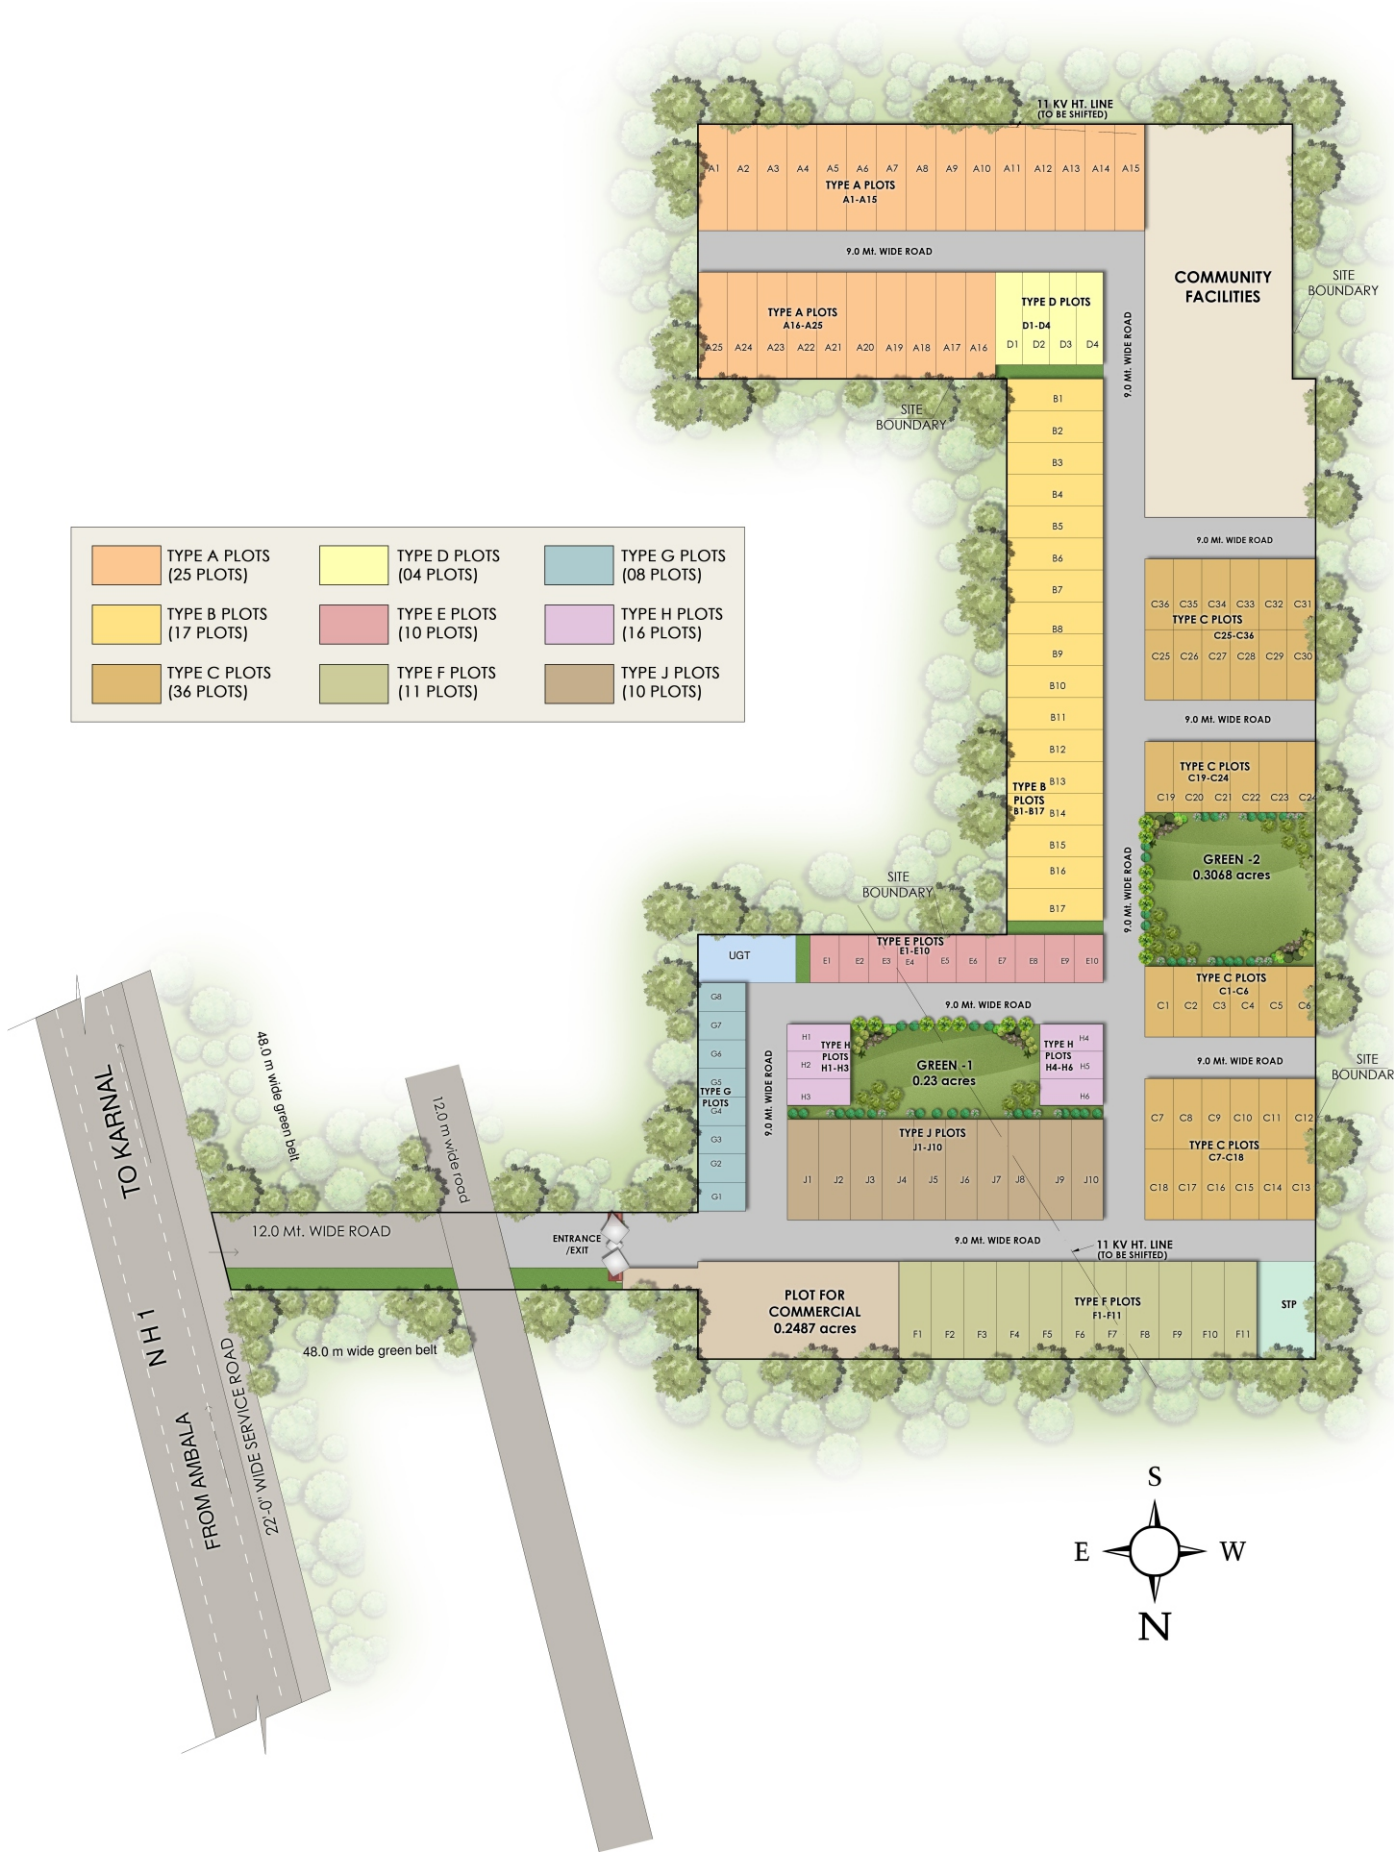 11 KV HT. LINE
(TO BE SHIFTED)
A1 A2 A3 A4 A5 A6 A7 A8 A9 A10 A11 A12 A13 A14 A15
TYPE A PLOTS
A1-A15
9.0 Mt. WIDE ROAD
COMMUNITY
FACILITIES
SITE
BOUNDARY
TYPE A PLOTS
A16-A25
A25 A24 A23 A22 A21 A20 A19 A18 A17 A16
TYPE D PLOTS
D1-D4
D1 D2 D3 D4
9.0 Mt. WIDE ROAD
SITE
BOUNDARY
B1
B2
B3
B4
B5
B6
B7
B8
B9
B10
B11
B12
B13
B14
B15
B16
B17
TYPE B
PLOTS
B1-B17
9.0 Mt. WIDE ROAD
C36 C35 C34 C33 C32 C31
TYPE C PLOTS
C25-C36
C25 C26 C27 C28 C29 C30
9.0 Mt. WIDE ROAD
TYPE C PLOTS
C19-C24
C19 C20 C21 C22 C23 C24
TYPE A PLOTS
(25 PLOTS)
TYPE D PLOTS
(04 PLOTS)
TYPE G PLOTS
(08 PLOTS)
TYPE B PLOTS
(17 PLOTS)
TYPE E PLOTS
(10 PLOTS)
TYPE H PLOTS
(16 PLOTS)
TYPE C PLOTS
(36 PLOTS)
TYPE F PLOTS
(11 PLOTS)
TYPE J PLOTS
(10 PLOTS)
GREEN -2
0.3068 acres
9.0 Mt. WIDE ROAD
SITE
BOUNDARY
TYPE C PLOTS
C1-C6
C1 C2 C3 C4 C5 C6
UGT
TYPE E PLOTS
E1-E10
E1 E2 E3 E4 E5 E6 E7 E8 E9 E10
9.0 Mt. WIDE ROAD
9.0 Mt. WIDE ROAD
SITE
BOUNDAR
G8
G7
G6
G5
TYPE G
PLOTS
G4
G3
G2
G1
9.0 Mt. WIDE ROAD
H1
H2
H3
TYPE H
PLOTS
H1-H3
GREEN -1
0.23 acres
TYPE H
PLOTS
H4-H6
H4
H5
H6
TYPE J PLOTS
J1-J10
J1 J2 J3 J4 J5 J6 J7 J8 J9 J10
C7 C8 C9 C10 C11 C12
TYPE C PLOTS
C7-C18
C18 C17 C16 C15 C14 C13
48.0 m wide green belt
12.0 m wide road
TO KARNAL
N H 1
FROM AMBALA
22'-0" WIDE SERVICE ROAD
12.0 Mt. WIDE ROAD
ENTRANCE
/EXIT
9.0 Mt. WIDE ROAD
11 KV HT. LINE
(TO BE SHIFTED)
48.0 m wide green belt
PLOT FOR
COMMERCIAL
0.2487 acres
TYPE F PLOTS
F1-F11
F1 F2 F3 F4 F5 F6 F7 F8 F9 F10 F11
STP
S
E W
N